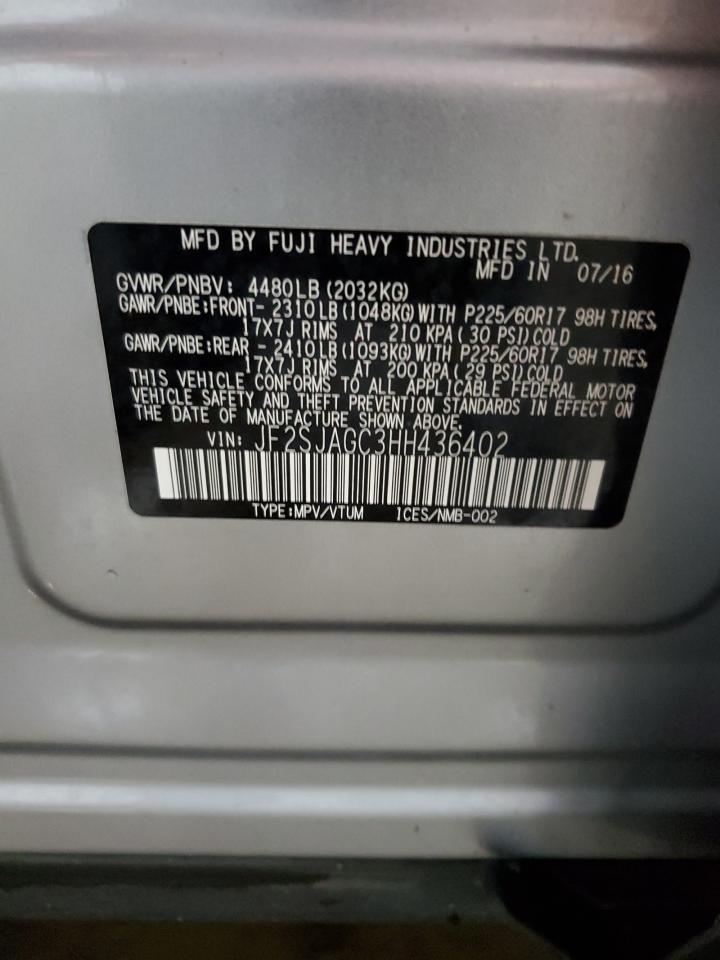 MFD BY FUJI HEAVY INDUSTRIES LTD.
MFD IN 07/16
GVWR/PNBV: 4480LB (2032KG)
GAWR/PNBE:FRONT- 2310LB(1048KG)WITH P225/60R17 98H TIRES,
17X7J RIMS AT 210 KPA(30 PSI)COLD
GAWR/PNBE:REAR - 2410LB(1093KG)WITH P225/60R17 98H TIRES,
17X7J RIMS AT 200 KPA(29 PSI)COLD
THIS VEHICLE CONFORMS TO ALL APPLICABLE FEDERAL MOTOR
VEHICLE SAFETY AND THEFT PREVENTION STANDARDS IN EFFECT ON
THE DATE OF MANUFACTURE SHOWN ABOVE.
VIN: JF2SJAGC3HH436402
TYPE:MPV/VTUM ICES/NMB-002